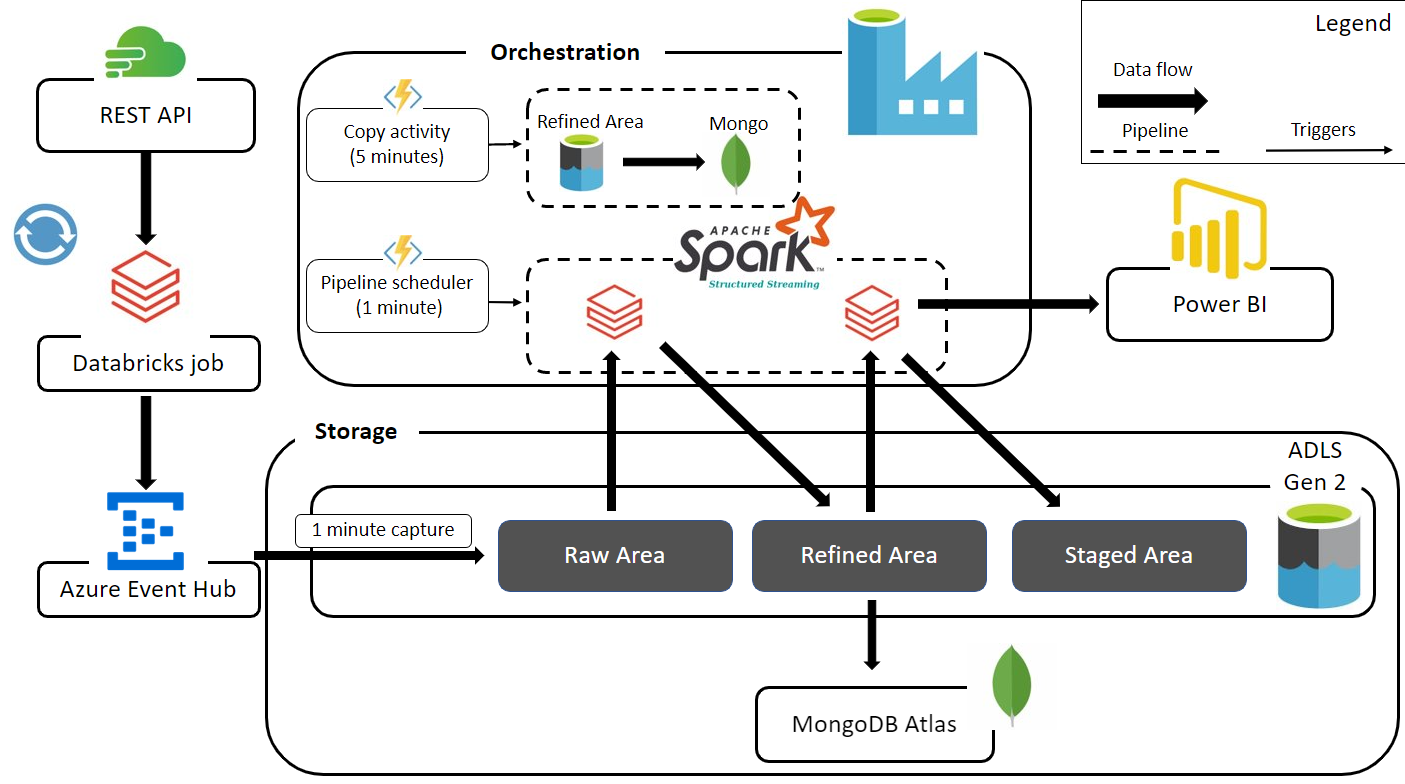 Legend
Data flow
Pipeline
Triggers
REST API
Databricks job
Azure Event Hub
Orchestration
Copy activity
(5 minutes)
Refined Area
Mongo
APACHE
Spark™
Structured Streaming
Pipeline scheduler
(1 minute)
Power BI
Storage
ADLS
Gen 2
1 minute capture
Raw Area
Refined Area
Staged Area
MongoDB Atlas